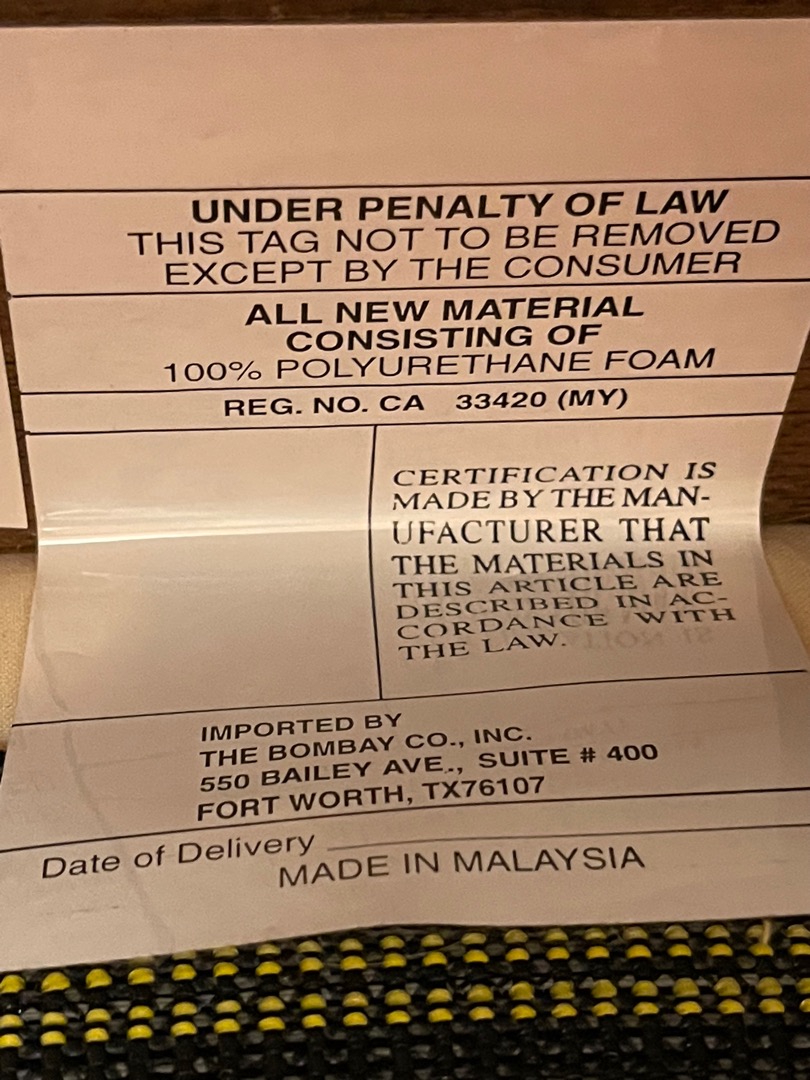 UNDER PENALTY OF LAW
THIS TAG NOT TO BE REMOVED
EXCEPT BY THE CONSUMER
ALL NEW MATERIAL
CONSISTING OF
100% POLYURETHANE FOAM
REG. NO. CA 33420 (MY)
CERTIFICATION IS
MADE BY THE MAN-
UFACTURER THAT
THE MATERIALS IN
THIS ARTICLE ARE
DESCRIBED IN AC-
CORDANCE WITH
THE LAW.
IMPORTED BY
THE BOMBAY CO., INC.
550 BAILEY AVE., SUITE # 400
FORT WORTH, TX76107
Date of Delivery
MADE IN MALAYSIA